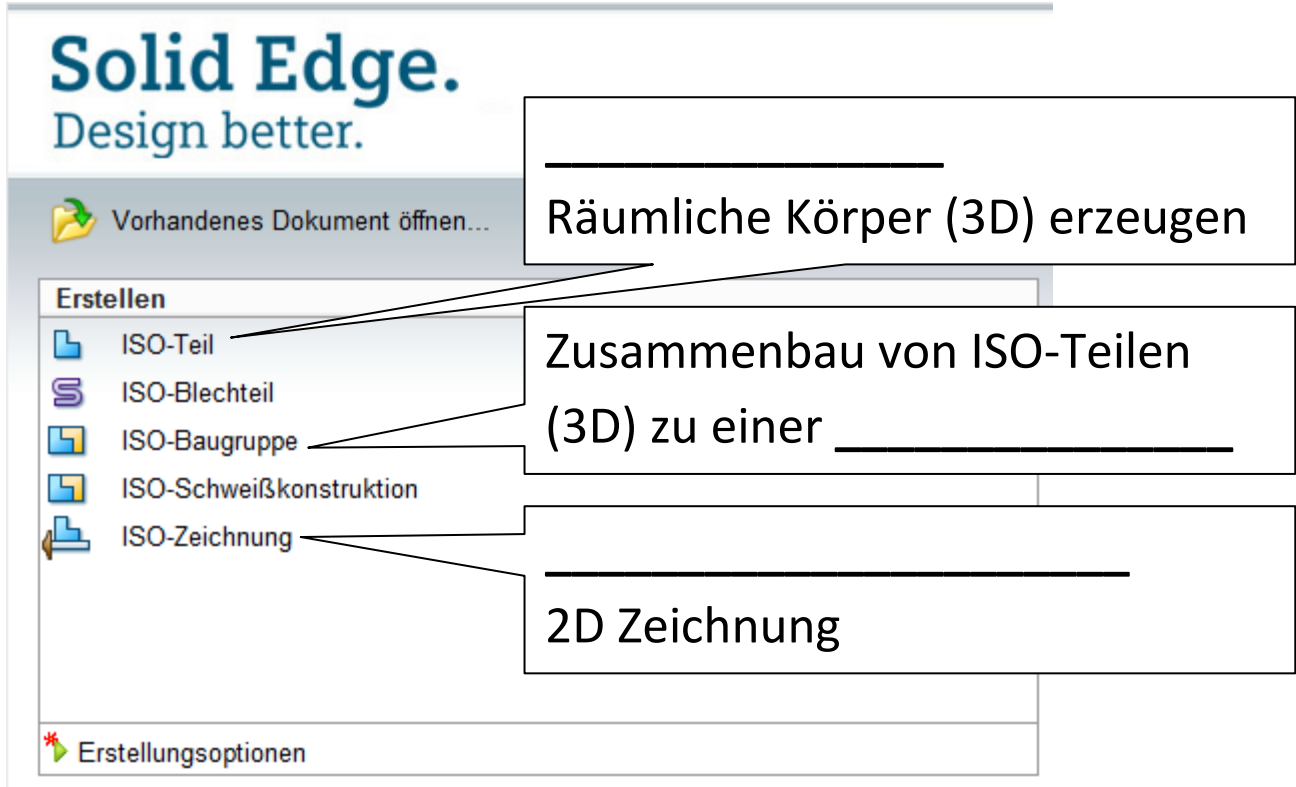 Solid Edge.
Design better.
Vorhandenes Dokument öffnen...
_______________
Räumliche Körper (3D) erzeugen
Erstellen
ISO-Teil
ISO-Blechteil
ISO-Baugruppe
ISO-Schweißkonstruktion
ISO-Zeichnung
Zusammenbau von ISO-Teilen
(3D) zu einer _______________
______________________
2D Zeichnung
Erstellungsoptionen